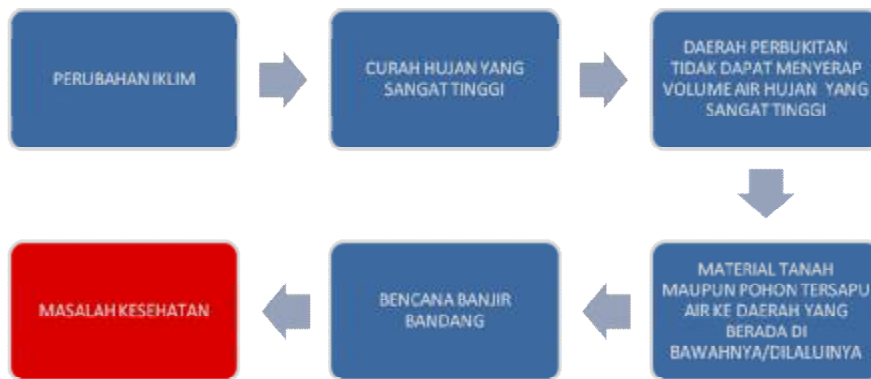 PERUBAHAN IKLIM
CURAH HUJAN YANG
SANGAT TINGGI
DAERAH PERBUKITAN
TIDAK DAPAT MENYERAP
VOLUME AIR HUJAN YANG
SANGAT TINGGI
MATERIAL TANAH
MAUPUN POHON TERSAPU
AIR KE DAERAH YANG
BERADA DI
BAWAHNYA/DILALUINYA
BENCANA BANJIR
BANDANG
MASALAH KESEHATAN